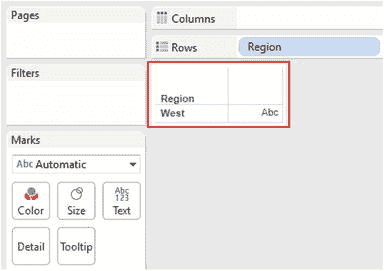 Pages
Columns
Rows
Region
Filters
Region
West Abc
Marks
Abc Automatic
Color
Size
Abc
123
Text
Detail
Tooltip